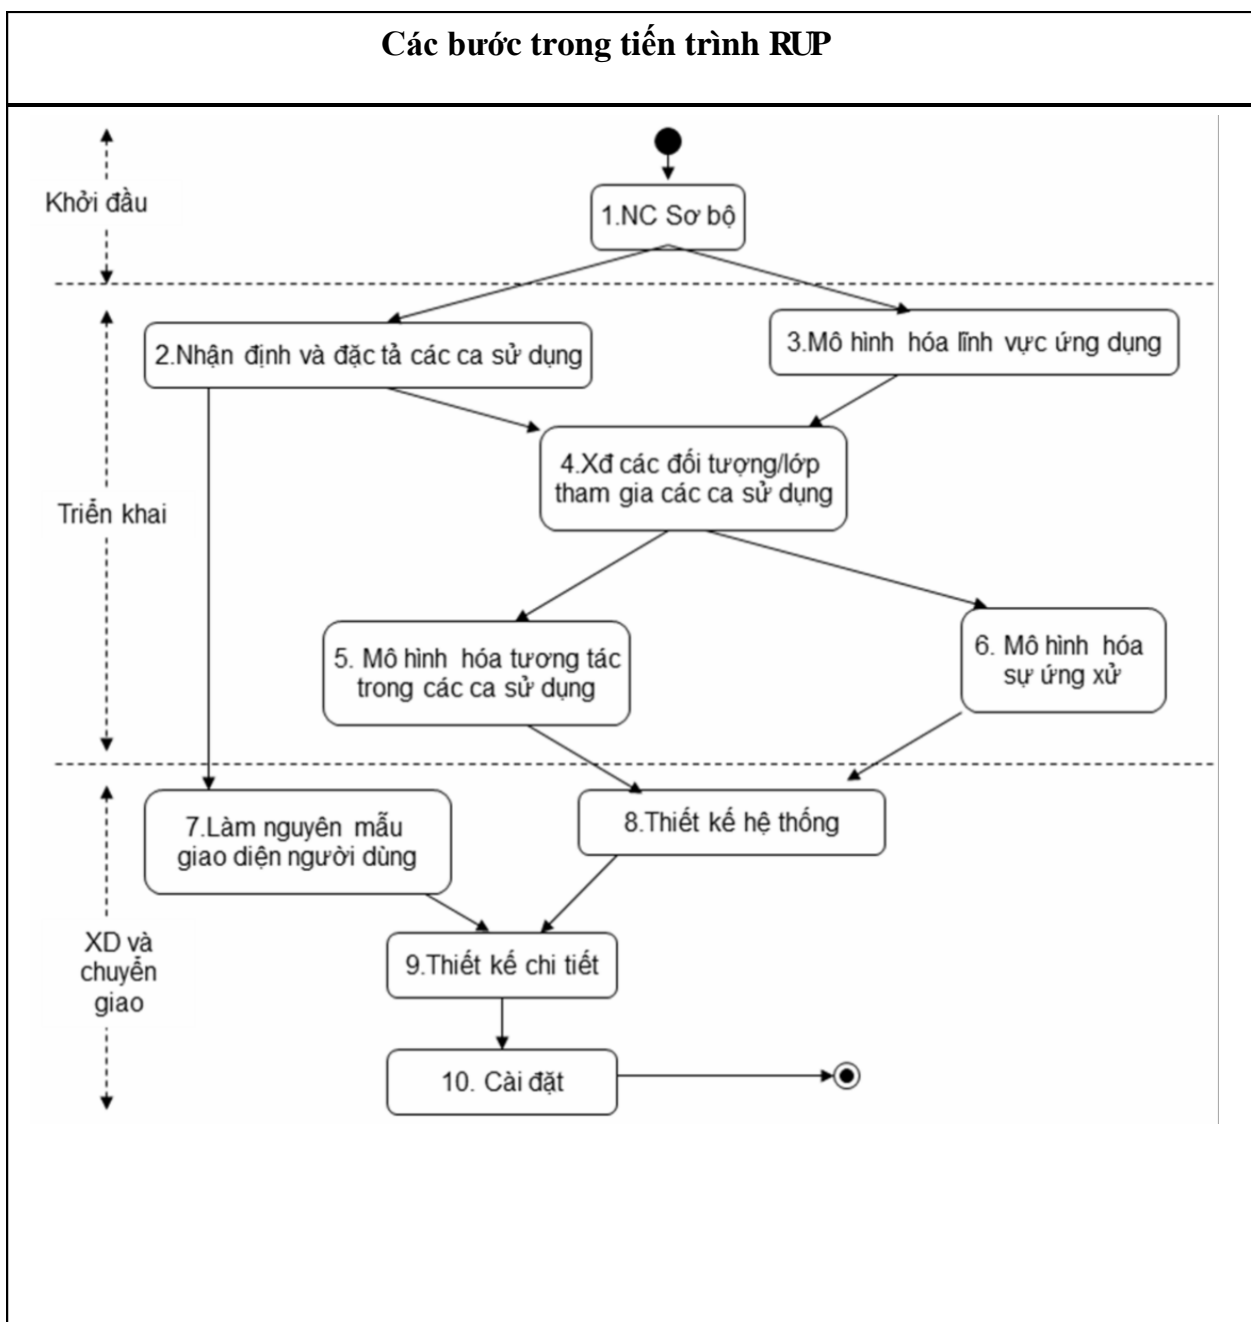 Các bước trong tiến trình RUP
Khởi đầu
1.NC Sơ bộ
2.Nhận định và đặc tả các ca sử dụng
3.Mô hình hóa lĩnh vực ứng dụng
4.Xđ các đối tượng/lớp
tham gia các ca sử dụng
Triển khai
5. Mô hình hóa tương tác
trong các ca sử dụng
6. Mô hình hóa
sự ứng xử
7.Làm nguyên mẫu
giao diện người dùng
8.Thiết kế hệ thống
XD và
chuyển
giao
9.Thiết kế chi tiết
10. Cài đặt